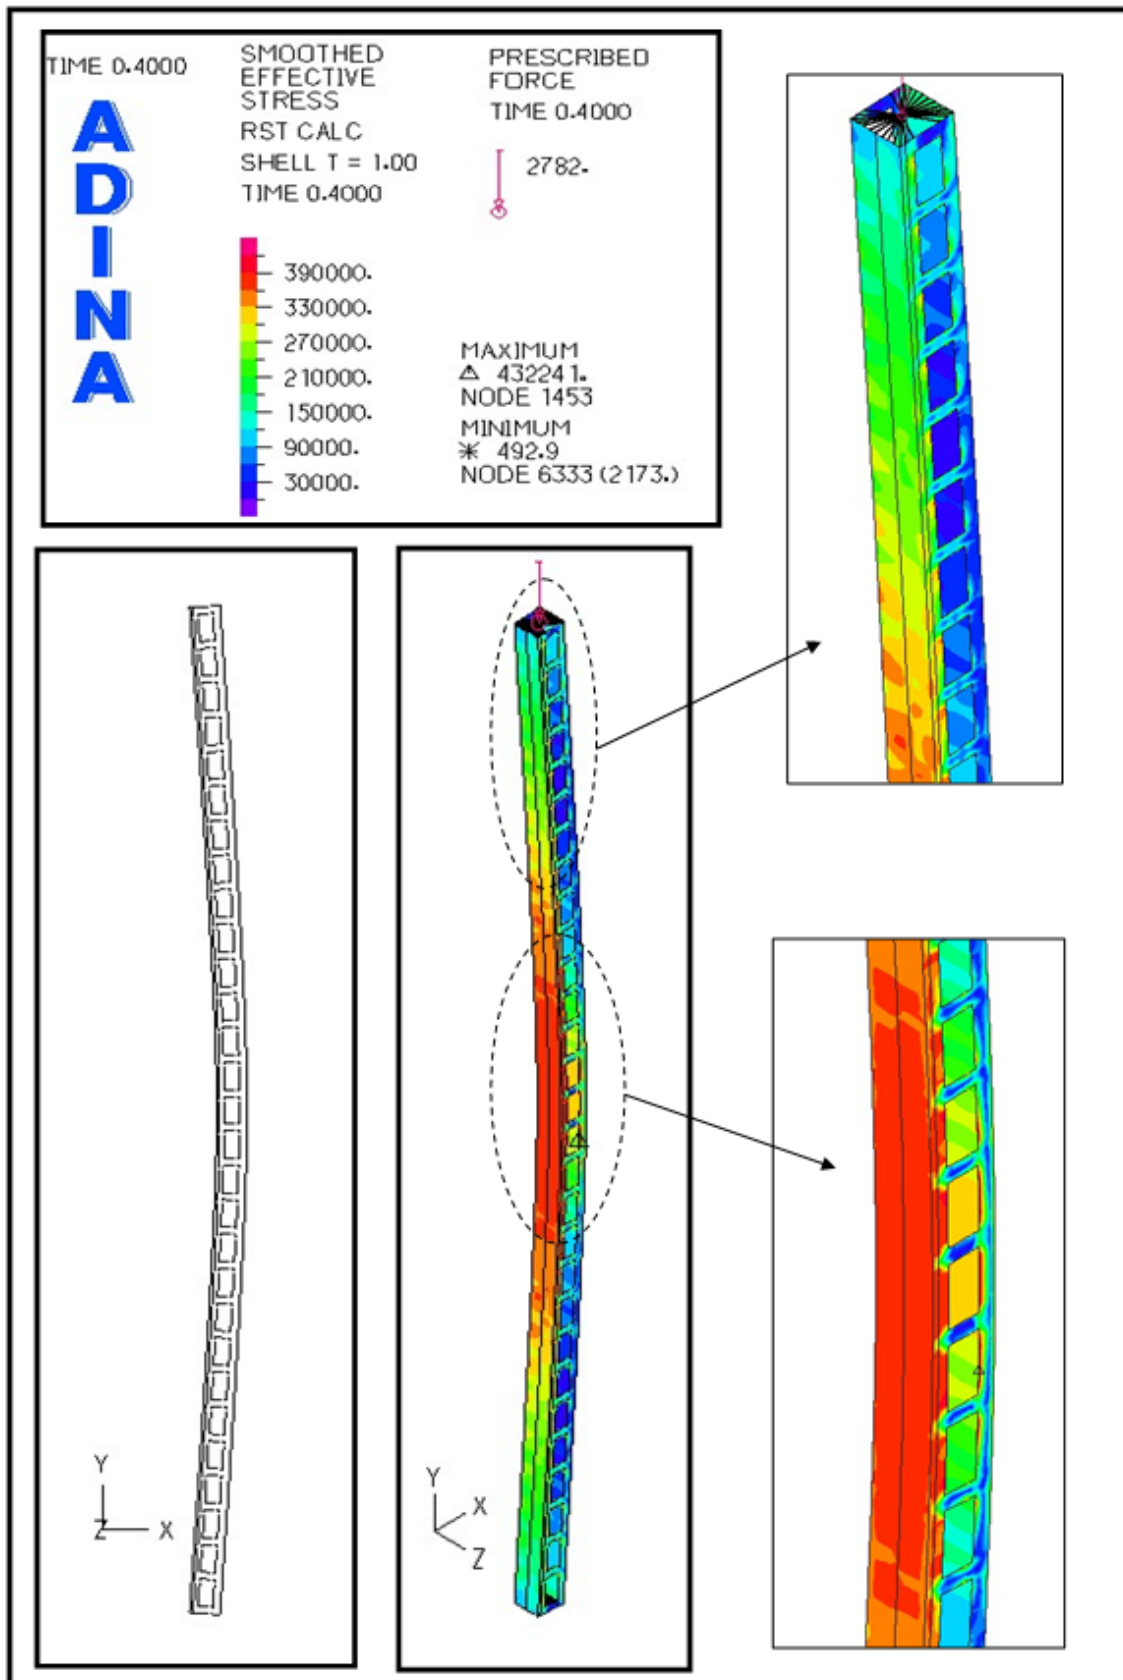 TIME 0.4000
ADINA
SMOOTHED
EFFECTIVE
STRESS
RST CALC
SHELL T = 1.00
TIME 0.4000
390000.
330000.
270000.
210000.
150000.
90000.
30000.
PRESCRIBED
FORCE
TIME 0.4000
2782.
MAXIMUM
△ 432241.
NODE 1453
MINIMUM
✳ 492.9
NODE 6333 (2173.)
Y
Z X
Y
X
Z